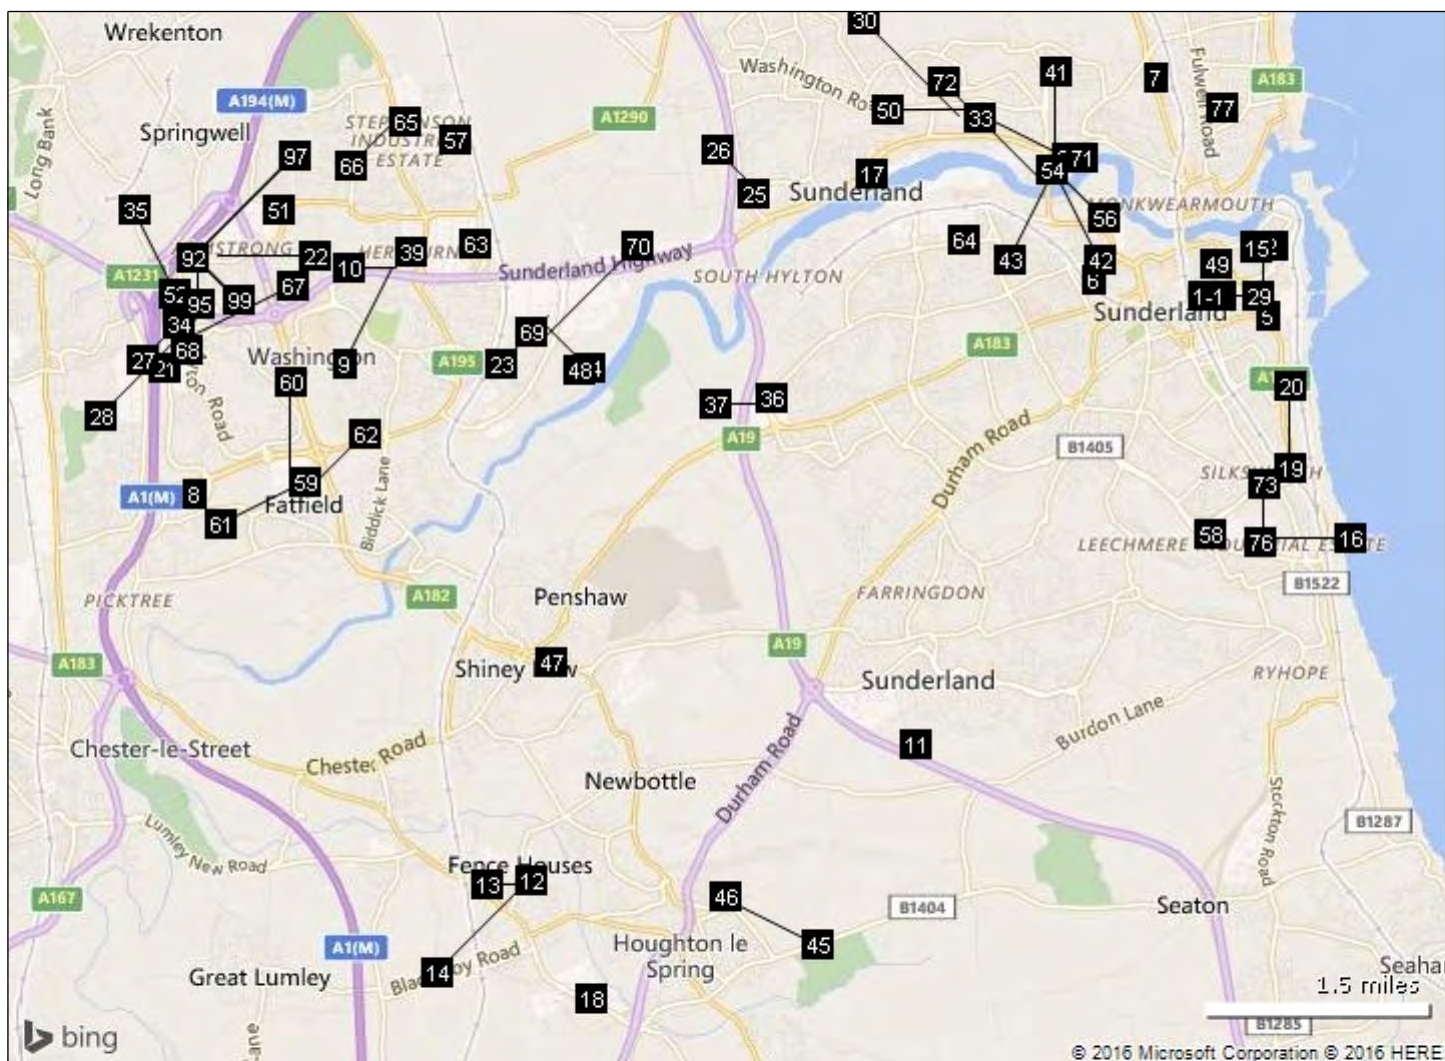 30
Wrekenton
72
41
7
A183
Washington
Fulwell Road
A194(M)
50
77
65
A1290
33
Springwell
57
Long Bank
97
66
ESTATE
26
71
17
54
25
Sunderland
35
51
56
MONKWEARMOUTH
63
70
64
15
92
22
39
43
42
49
A1231
10
Sunderland Highway
SOUTH HYLTON
6
67
52
95
99
1-1
29
Sunderland
5
34
69
A183
Washington
27
68
9
A195
23
48
21
60
20
28
37
36
62
A19
B1405
Durham Road
Biddick Lane
59
19
A1(M)
8
Fatfield
73
61
58
76
16
LEECHMERE INDUSTRIAL ESTATE
B1522
PICKTREE
A182
Penshaw
FARRINGDON
A19
A183
47
Shiney
Sunderland
RYHOPE
Burdon Lane
11
Chester-le-Street
Chester Road
Newbottle
Durham Road
Stockton Road
Lumley New Road
B1287
Fence Houses
13
12
A167
46
B1404
Seaton
A1(M)
45
Houghton le
Spring
14
Great Lumley
18
1.5 miles
bing
B1285
© 2016 Microsoft Corporation © 2016 HERE